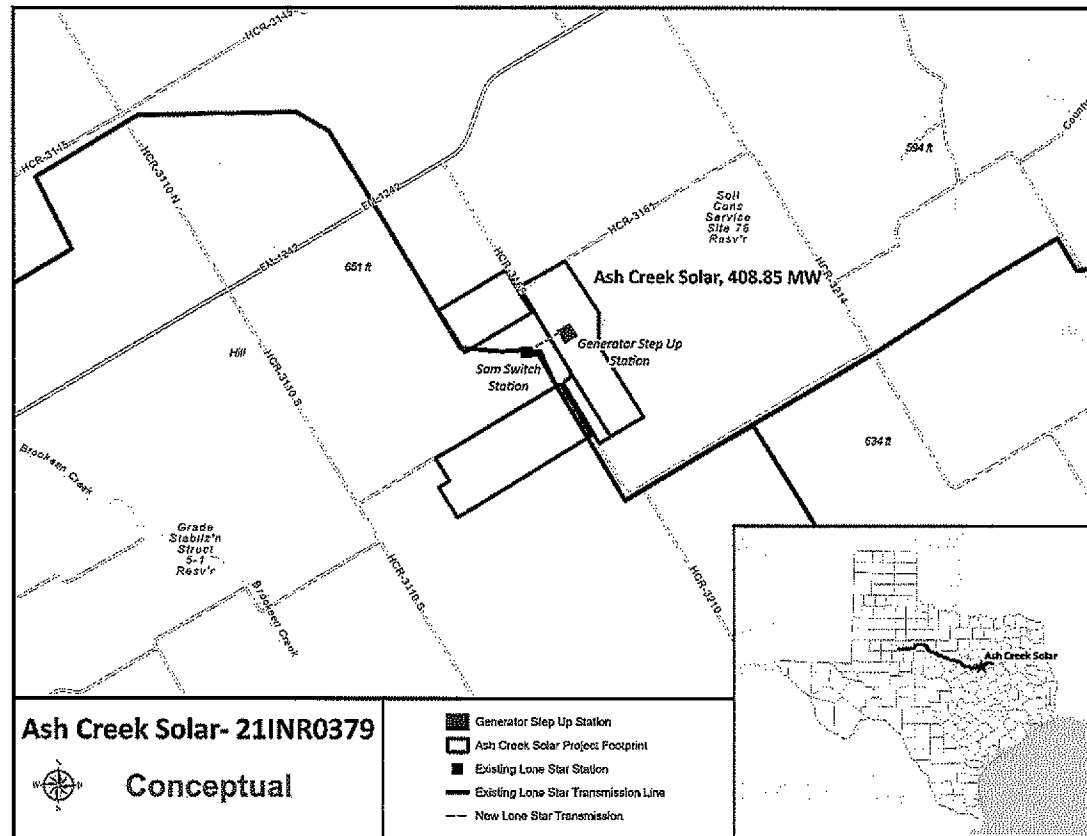 HCR-3145
HCR-3145
HCR-3110-N
FM-1242
FM-1242
651 ft
HCR-3161
Soil
Cons
Service
Site 76
Resv'r
594 ft
Ash Creek Solar, 408.85 MW
HCR-3214
Generator Step Up
Station
Sam Switch
Station
Hill
HCR-3110-S
634 ft
Brookeen Creek
Grade
Stabliz'n
Struct
5-1
Resv'r
Brookeen Creek
HCR-3110-S
HCR-3210
Ash Creek Solar
Ash Creek Solar- 21INR0379
Conceptual
N
W
E
S
Generator Step Up Station
Ash Creek Solar Project Footprint
Existing Lone Star Station
Existing Lone Star Transmission Line
New Lone Star Transmission